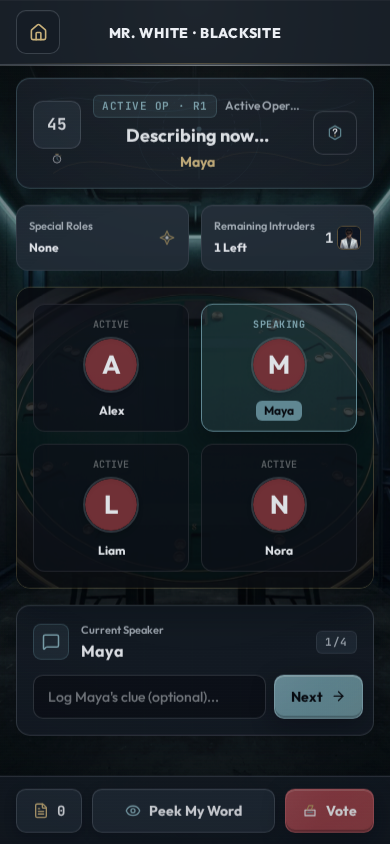 MR. WHITE · BLACKSITE
45
ACTIVE OP · R1
Active Oper...
Describing now...
Maya
Special Roles
None
Remaining Intruders
1 Left
1
ACTIVE
A
Alex
SPEAKING
M
Maya
ACTIVE
L
Liam
ACTIVE
N
Nora
Current Speaker
Maya
1/4
Log Maya's clue (optional)...
Next
0
Peek My Word
Vote